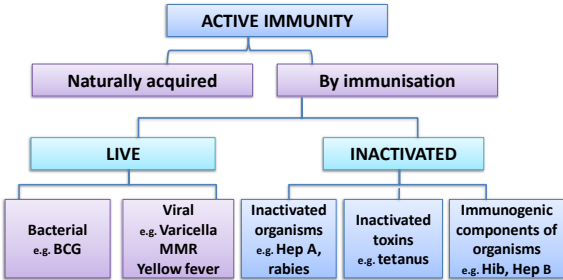 ACTIVE IMMUNITY
Naturally acquired
By immunisation
LIVE
INACTIVATED
Bacterial
e.g. BCG
Viral
e.g. Varicella
MMR
Yellow fever
Inactivated
organisms
e.g. Hep A,
rabies
Inactivated
toxins
e.g. tetanus
Immunogenic
components of
organisms
e.g. Hib, Hep B